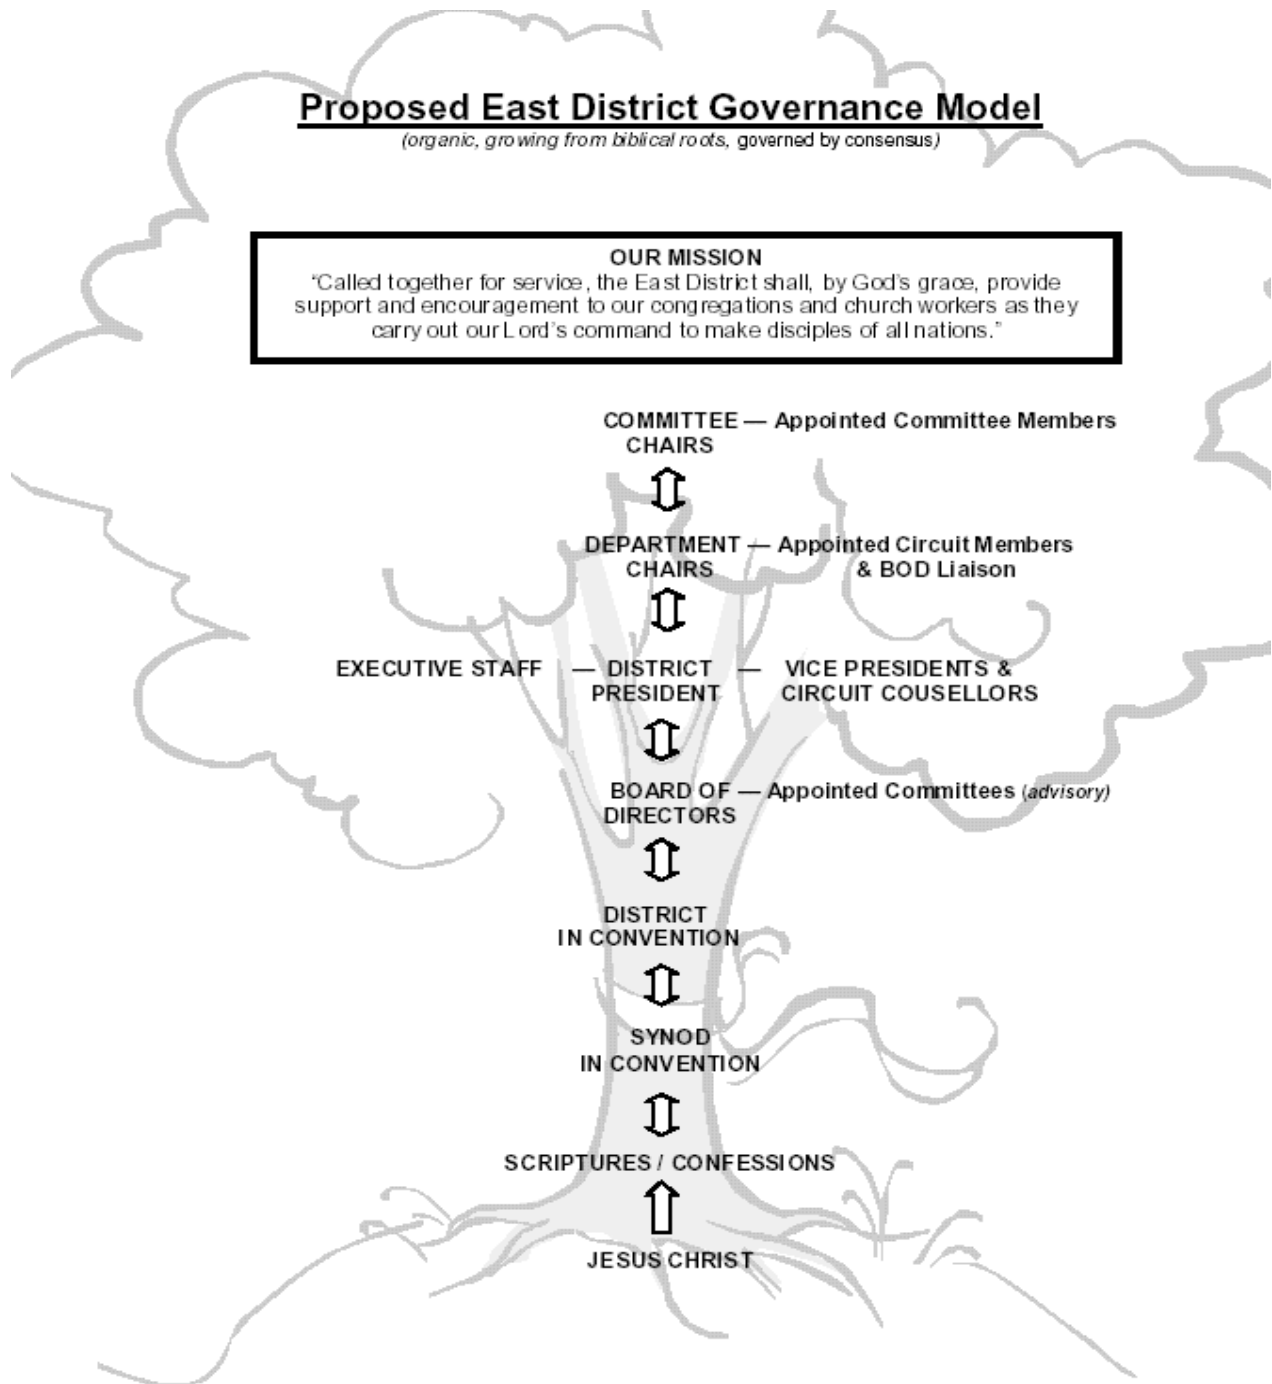 Proposed East District Governance Model
(organic, growing from biblical roots, governed by consensus)
OUR MISSION
“Called together for service, the East District shall, by God’s grace, provide
support and encouragement to our congregations and church workers as they
carry out our Lord’s command to make disciples of all nations.”
COMMITTEE — Appointed Committee Members
CHAIRS
DEPARTMENT — Appointed Circuit Members
CHAIRS & BOD Liaison
EXECUTIVE STAFF — DISTRICT — VICE PRESIDENTS &
PRESIDENT CIRCUIT COUSELLORS
BOARD OF — Appointed Committees (advisory)
DIRECTORS
DISTRICT
IN CONVENTION
SYNOD
IN CONVENTION
SCRIPTURES / CONFESSIONS
JESUS CHRIST